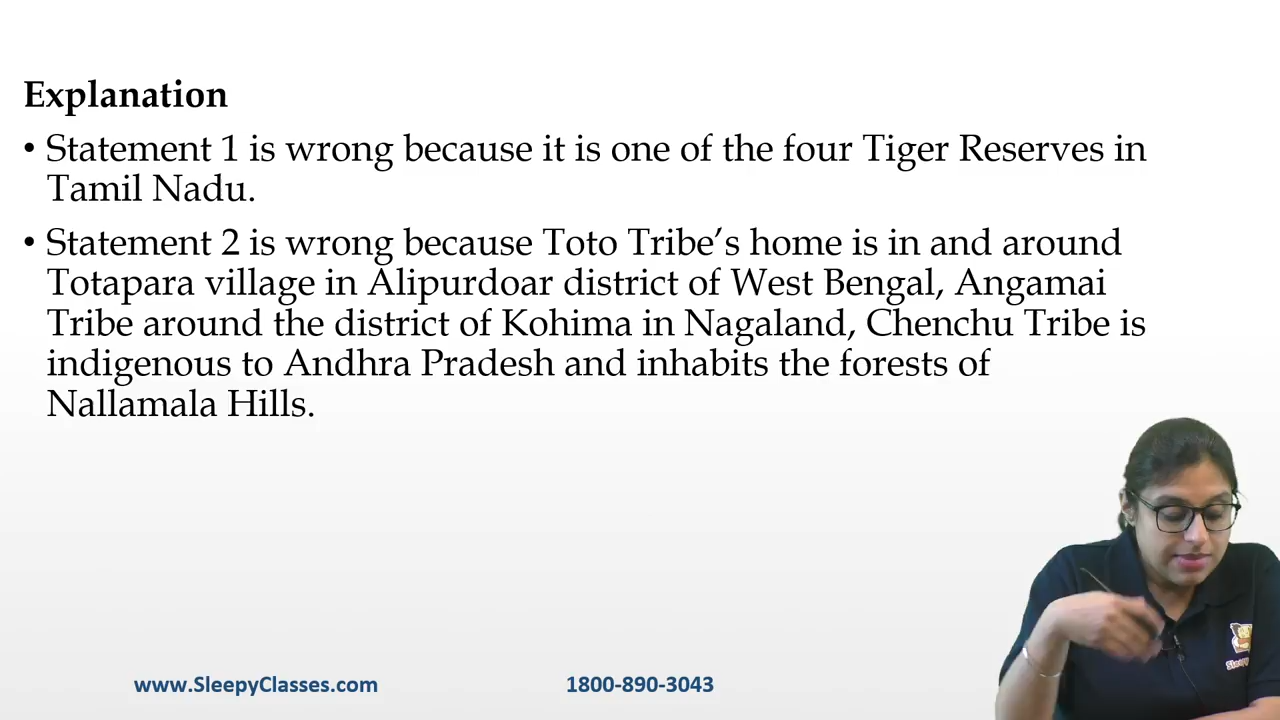 Explanation
• Statement 1 is wrong because it is one of the four Tiger Reserves in
Tamil Nadu.
• Statement 2 is wrong because Toto Tribe’s home is in and around
Totapara village in Alipurdoar district of West Bengal, Angamai
Tribe around the district of Kohima in Nagaland, Chenchu Tribe is
indigenous to Andhra Pradesh and inhabits the forests of
Nallamala Hills.
www.SleepyClasses.com
1800-890-3043